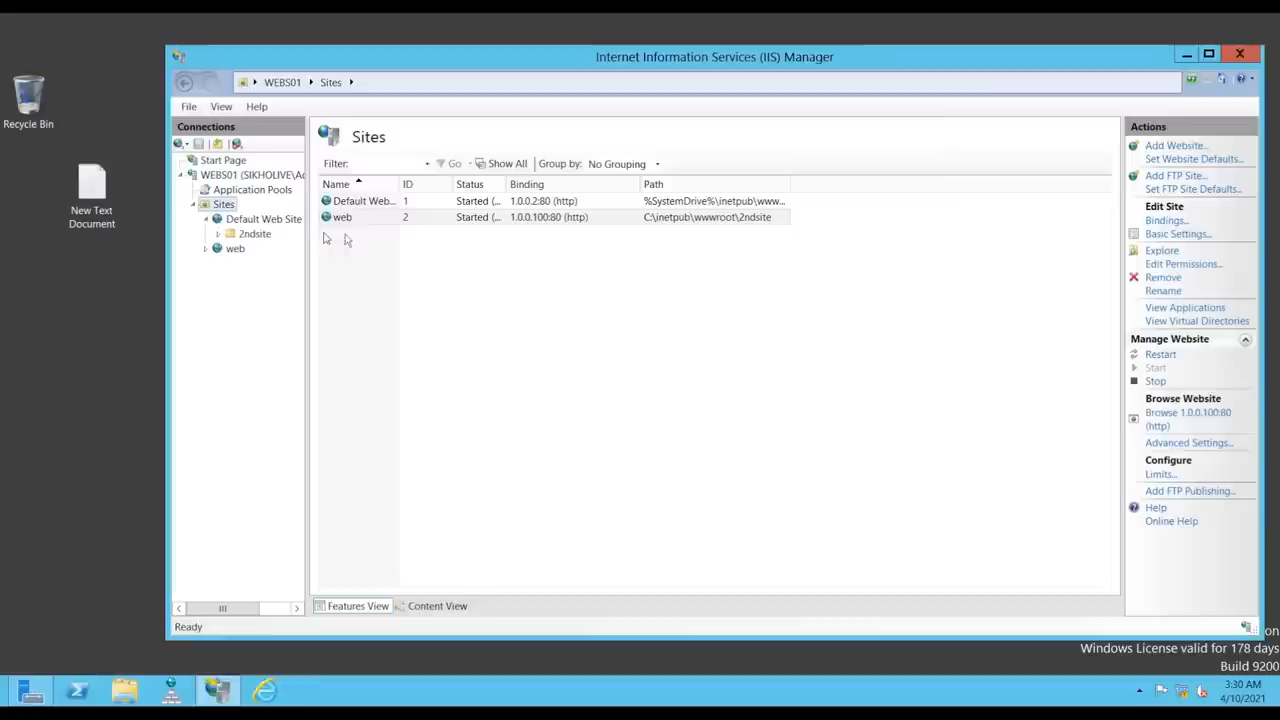 Internet Information Services (IIS) Manager
WEBS01
Sites
File
View
Help
Connections
Start Page
WEBS01 (SIKHOLIVE\Ac
Application Pools
Sites
Default Web Site
2ndsite
web
Sites
Filter:
Go
Show All
Group by:
No Grouping
Name
ID
Status
Binding
Path
Default Web...
1
Started (...
1.0.0.2:80 (http)
%SystemDrive%\inetpub\www...
web
2
Started (...
1.0.0.100:80 (http)
C:\inetpub\wwwroot\2ndsite
Features View
Content View
Ready
Actions
Add Website...
Set Website Defaults...
Add FTP Site...
Set FTP Site Defaults...
Edit Site
Bindings...
Basic Settings...
Explore
Edit Permissions...
Remove
Rename
View Applications
View Virtual Directories
Manage Website
Restart
Start
Stop
Browse Website
Browse 1.0.0.100:80
(http)
Advanced Settings...
Configure
Limits...
Add FTP Publishing...
Help
Online Help
Recycle Bin
New Text
Document
on
Windows License valid for 178 days
Build 9200
3:30 AM
4/10/2021